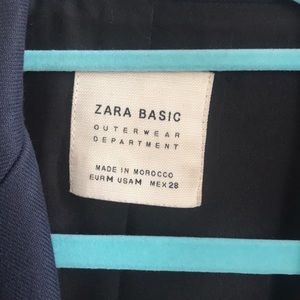 ZARA BASIC
OUTERWEAR
DEPARTMENT
MADE IN MOROCCO
EUR M USA M MEX 28